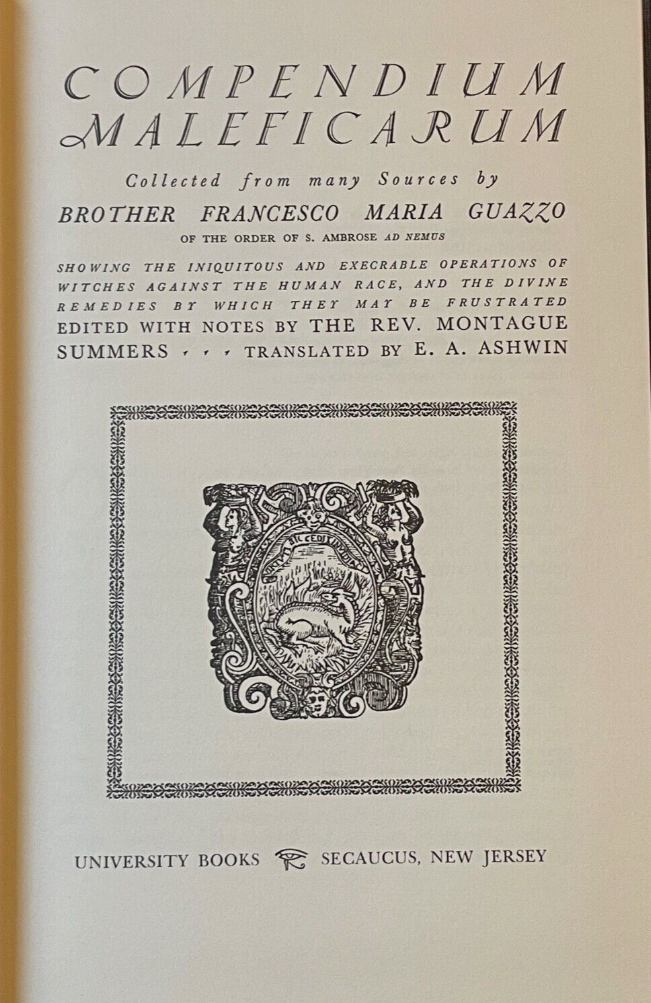 COMPENDIUM
MALEFICARUM
Collected from many Sources by
BROTHER FRANCESCO MARIA GUAZZO
OF THE ORDER OF S. AMBROSE AD NEMUS
SHOWING THE INIQUITOUS AND EXECRABLE OPERATIONS OF
WITCHES AGAINST THE HUMAN RACE, AND THE DIVINE
REMEDIES BY WHICH THEY MAY BE FRUSTRATED
EDITED WITH NOTES BY THE REV. MONTAGUE
SUMMERS · · · TRANSLATED BY E. A. ASHWIN
UNIVERSITY BOOKS SECAUCUS, NEW JERSEY